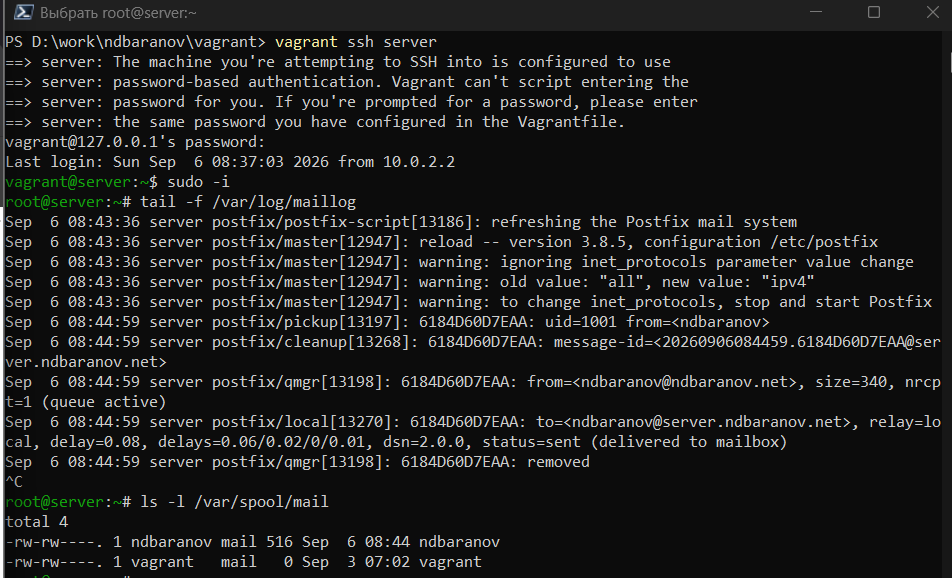 Выбрать root@server:~
PS D:\work\ndbaranov\vagrant> vagrant ssh server
==> server: The machine you're attempting to SSH into is configured to use
==> server: password-based authentication. Vagrant can't script entering the
==> server: password for you. If you're prompted for a password, please enter
==> server: the same password you have configured in the Vagrantfile.
vagrant@127.0.0.1's password:
Last login: Sun Sep  6 08:37:03 2026 from 10.0.2.2
vagrant@server:~$ sudo -i
root@server:~# tail -f /var/log/maillog
Sep  6 08:43:36 server postfix/postfix-script[13186]: refreshing the Postfix mail system
Sep  6 08:43:36 server postfix/master[12947]: reload -- version 3.8.5, configuration /etc/postfix
Sep  6 08:43:36 server postfix/master[12947]: warning: ignoring inet_protocols parameter value change
Sep  6 08:43:36 server postfix/master[12947]: warning: old value: "all", new value: "ipv4"
Sep  6 08:43:36 server postfix/master[12947]: warning: to change inet_protocols, stop and start Postfix
Sep  6 08:44:59 server postfix/pickup[13197]: 6184D60D7EAA: uid=1001 from=<ndbaranov>
Sep  6 08:44:59 server postfix/cleanup[13268]: 6184D60D7EAA: message-id=<20260906084459.6184D60D7EAA@ser
ver.ndbaranov.net>
Sep  6 08:44:59 server postfix/qmgr[13198]: 6184D60D7EAA: from=<ndbaranov@ndbaranov.net>, size=340, nrcp
t=1 (queue active)
Sep  6 08:44:59 server postfix/local[13270]: 6184D60D7EAA: to=<ndbaranov@server.ndbaranov.net>, relay=lo
cal, delay=0.08, delays=0.06/0.02/0/0.01, dsn=2.0.0, status=sent (delivered to mailbox)
Sep  6 08:44:59 server postfix/qmgr[13198]: 6184D60D7EAA: removed
^C
root@server:~# ls -l /var/spool/mail
total 4
-rw-rw----. 1 ndbaranov mail 516 Sep  6 08:44 ndbaranov
-rw-rw----. 1 vagrant   mail   0 Sep  3 07:02 vagrant